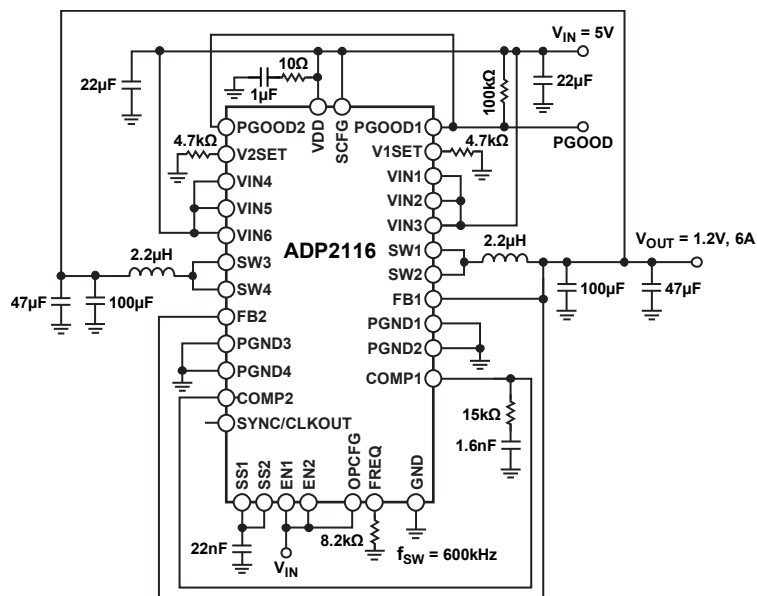 V_IN = 5V
10Ω
22µF
1µF
100kΩ
22µF
PGOOD2
VDD
SCFG
PGOOD1
PGOOD
4.7kΩ
4.7kΩ
V2SET
V1SET
VIN4
VIN1
VIN5
VIN2
VIN6
VIN3
ADP2116
V_OUT = 1.2V, 6A
2.2µH
2.2µH
SW3
SW1
SW4
SW2
47µF
100µF
100µF
47µF
FB2
FB1
PGND3
PGND1
PGND4
PGND2
COMP2
COMP1
SYNC/CLKOUT
15kΩ
1.6nF
SS1
SS2
EN1
EN2
OPCFG
FREQ
GND
22nF
V_IN
8.2kΩ
f_SW = 600kHz